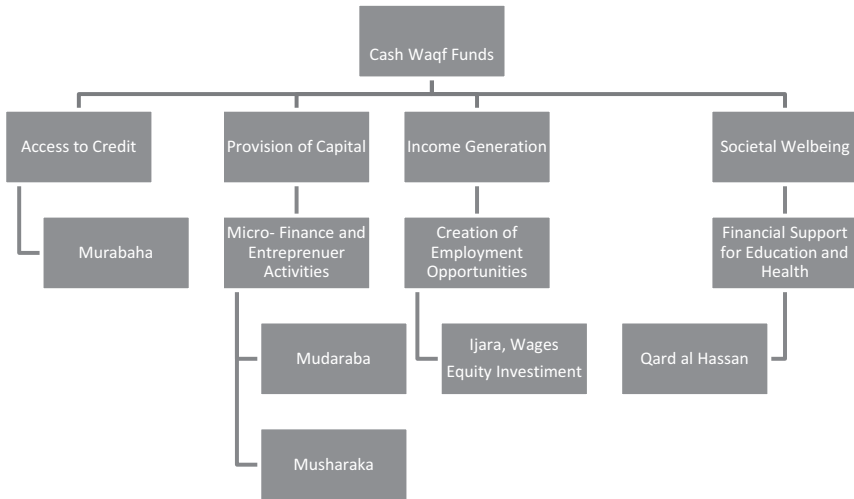 Cash Waqf Funds
Access to Credit
Provision of Capital
Income Generation
Societal Welbeing
Murabaha
Micro- Finance and
Entreprenuer
Activities
Creation of
Employment
Opportunities
Financial Support
for Education and
Health
Mudaraba
Ijara, Wages
Equity Investiment
Qard al Hassan
Musharaka